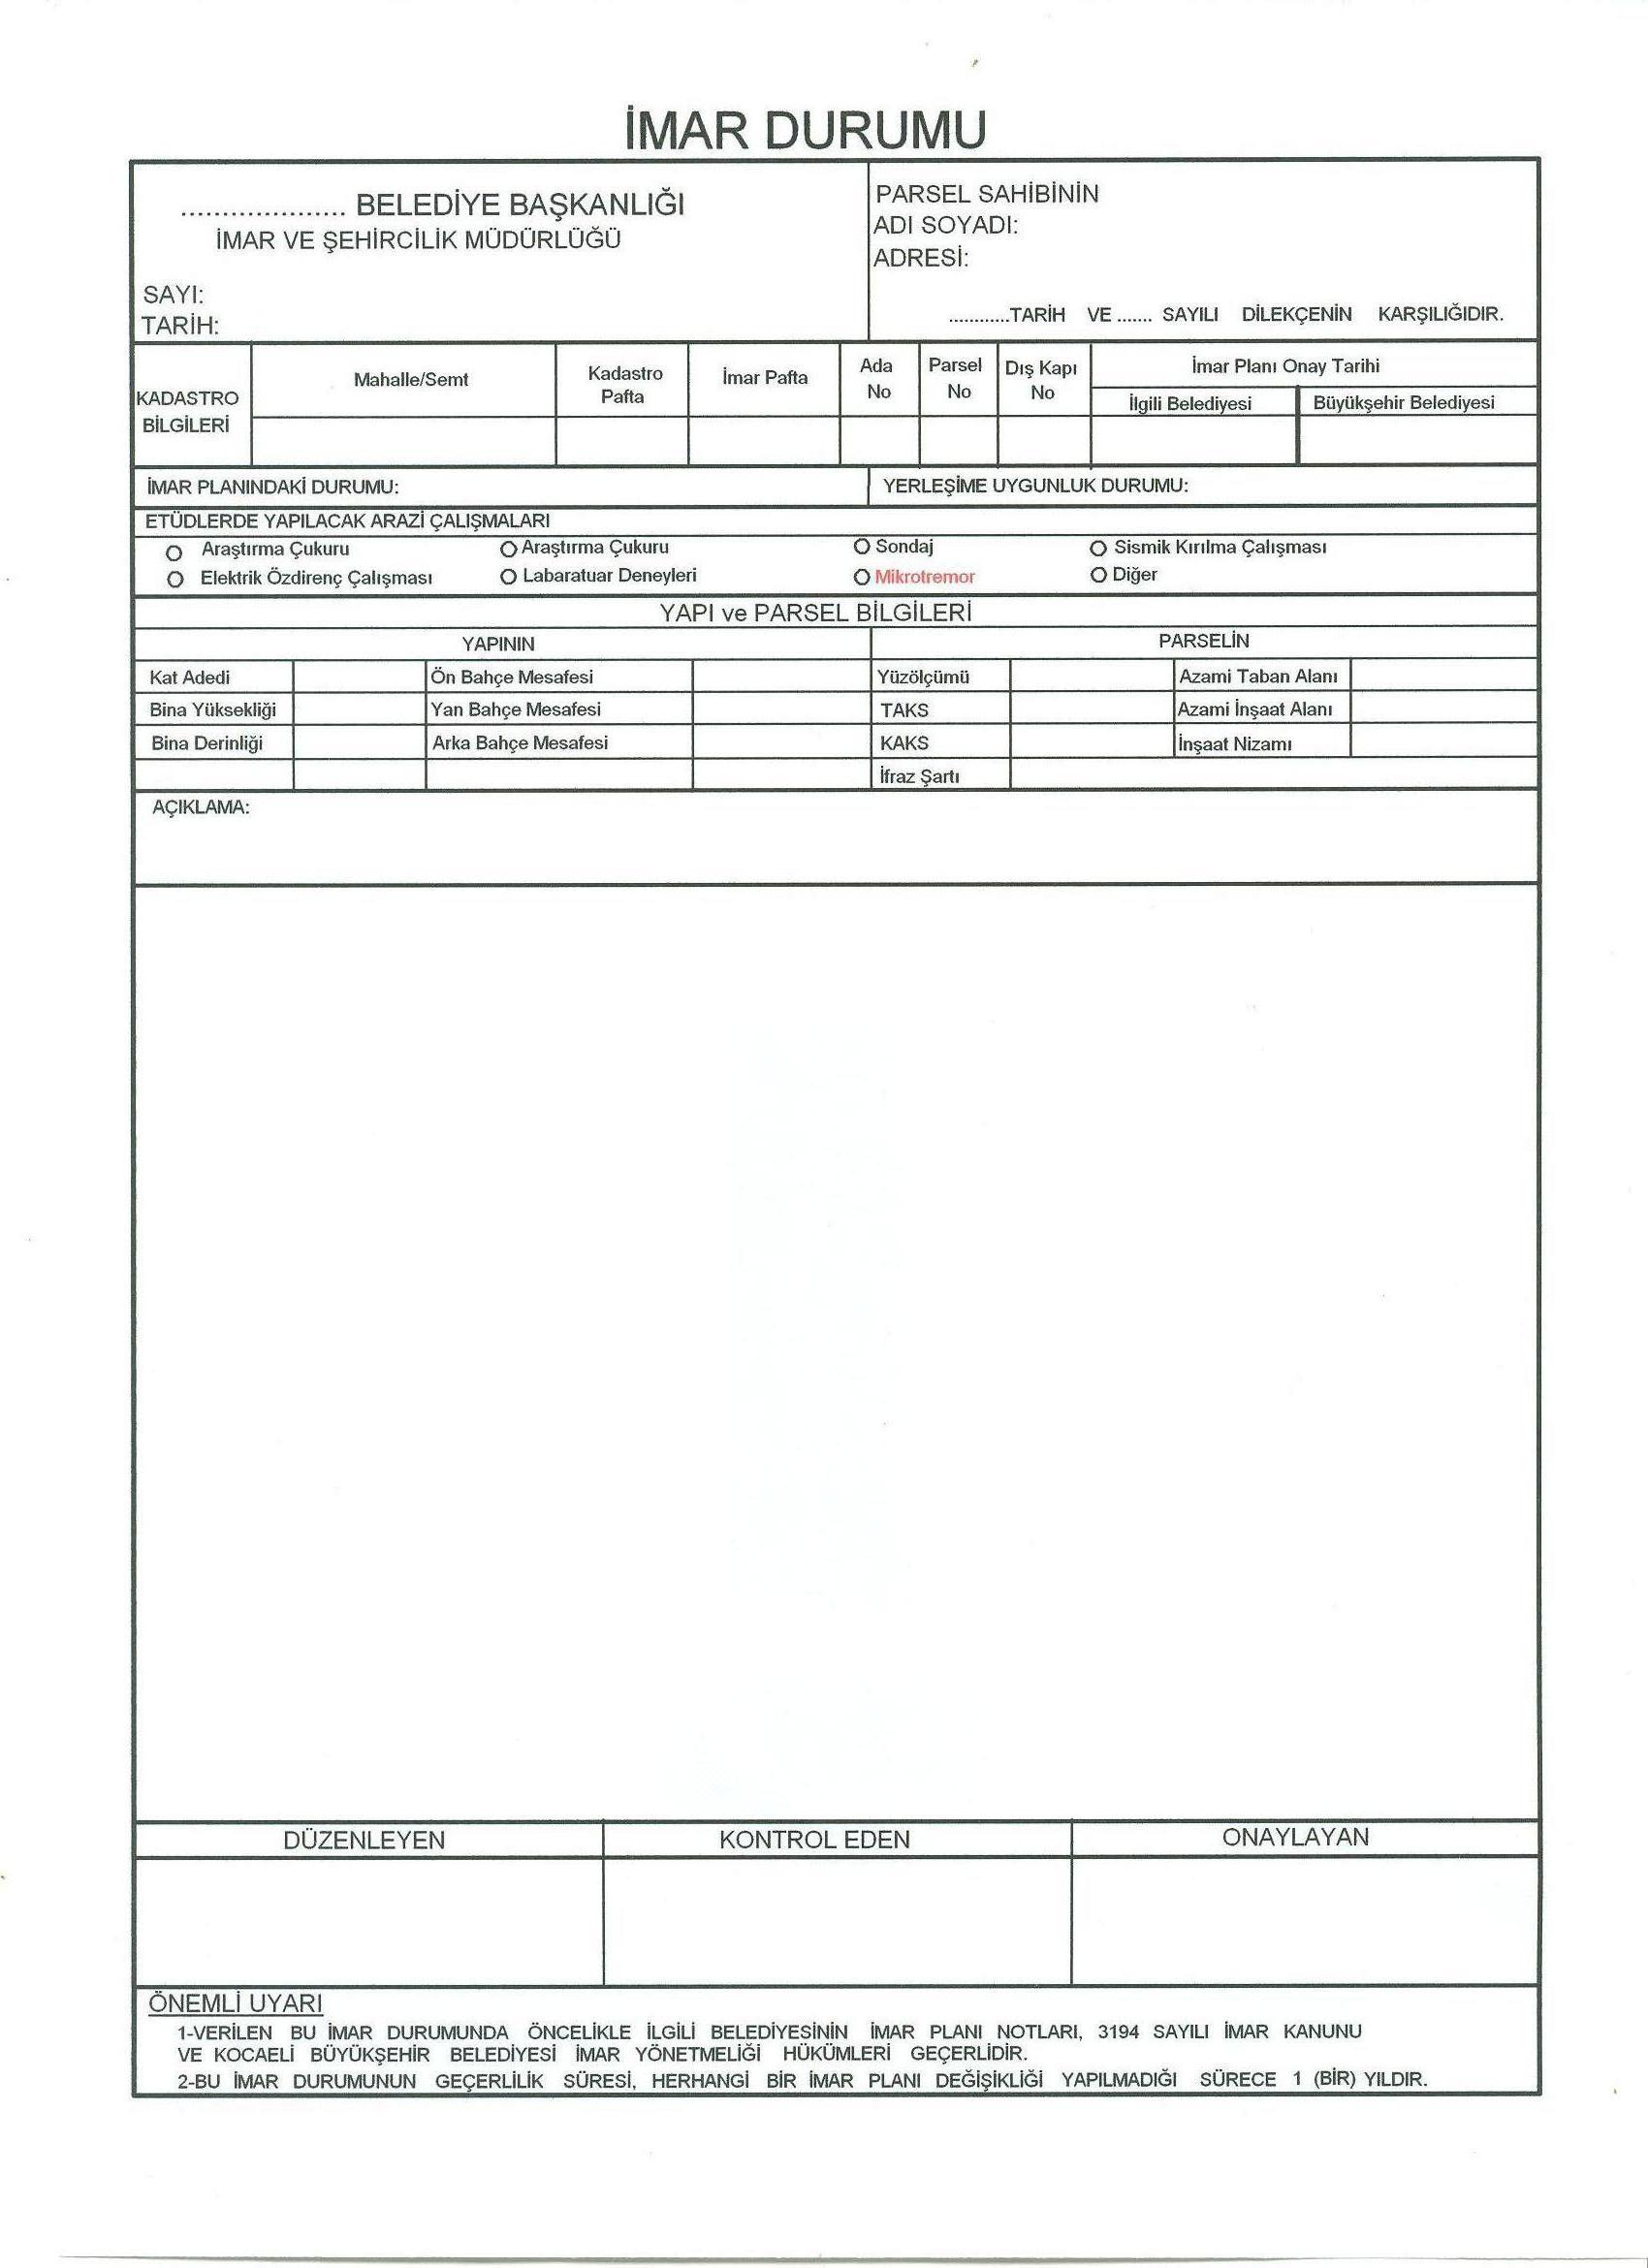 İMAR DURUMU
.................... BELEDİYE BAŞKANLIĞI
İMAR VE ŞEHİRCİLİK MÜDÜRLÜĞÜ
SAYI:
TARİH:
PARSEL SAHİBİNİN
ADI SOYADI:
ADRESİ:
............TARİH VE ....... SAYILI DİLEKÇENİN KARŞILIĞIDIR.
KADASTRO
BİLGİLERİ
Mahalle/Semt
Kadastro
Pafta
İmar Pafta
Ada
No
Parsel
No
Dış Kapı
No
İmar Planı Onay Tarihi
İlgili Belediyesi
Büyükşehir Belediyesi
İMAR PLANINDAKİ DURUMU:
YERLEŞİME UYGUNLUK DURUMU:
ETÜDLERDE YAPILACAK ARAZİ ÇALIŞMALARI
Araştırma Çukuru
Araştırma Çukuru
Sondaj
Sismik Kırılma Çalışması
Elektrik Özdirenç Çalışması
Labaratuar Deneyleri
Mikrotremor
Diğer
YAPI ve PARSEL BİLGİLERİ
YAPININ
PARSELİN
Kat Adedi
Ön Bahçe Mesafesi
Yüzölçümü
Azami Taban Alanı
Bina Yüksekliği
Yan Bahçe Mesafesi
TAKS
Azami İnşaat Alanı
Bina Derinliği
Arka Bahçe Mesafesi
KAKS
İnşaat Nizamı
İfraz Şartı
AÇIKLAMA:
DÜZENLEYEN
KONTROL EDEN
ONAYLAYAN
ÖNEMLİ UYARI
1-VERİLEN BU İMAR DURUMUNDA ÖNCELİKLE İLGİLİ BELEDİYESİNİN İMAR PLANI NOTLARI, 3194 SAYILI İMAR KANUNU
VE KOCAELİ BÜYÜKŞEHİR BELEDİYESİ İMAR YÖNETMELİĞİ HÜKÜMLERİ GEÇERLİDİR.
2-BU İMAR DURUMUNUN GEÇERLİLİK SÜRESİ, HERHANGİ BİR İMAR PLANI DEĞİŞİKLİĞİ YAPILMADIĞI SÜRECE 1 (BİR) YILDIR.